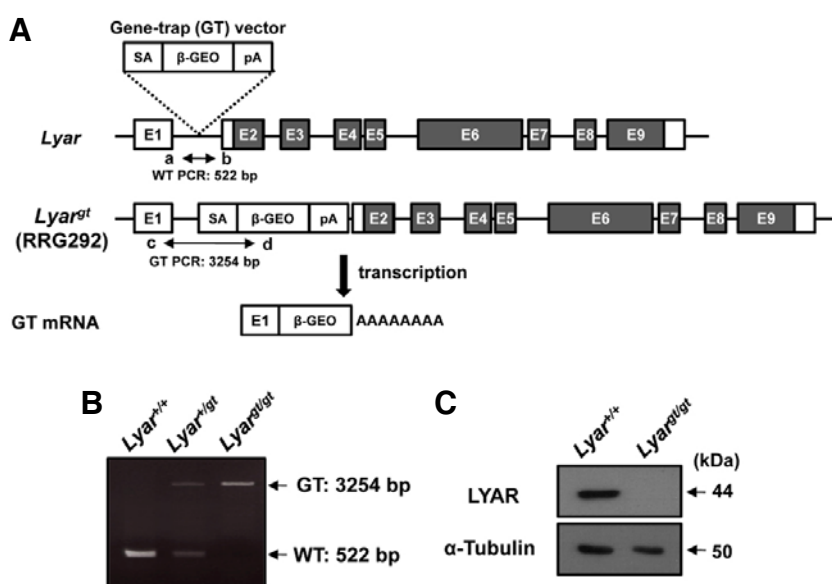 A
Gene-trap (GT) vector
SA β-GEO pA
Lyar E1 E2 E3 E4 E5 E6 E7 E8 E9
a b
WT PCR: 522 bp
Lyar^gt E1 SA β-GEO pA E2 E3 E4 E5 E6 E7 E8 E9
(RRG292)
c d
GT PCR: 3254 bp
transcription
GT mRNA E1 β-GEO AAAAAAAA
B
Lyar+/+ Lyar+/gt Lyargt/gt
GT: 3254 bp
WT: 522 bp
C
Lyar+/+ Lyargt/gt
(kDa)
LYAR 44
α-Tubulin 50